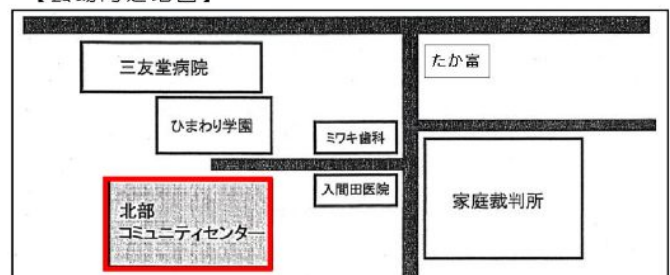 三友堂病院
たか富
ひまわり学園
ミワキ歯科
入間田医院
北部
コミュニティセンター
家庭裁判所